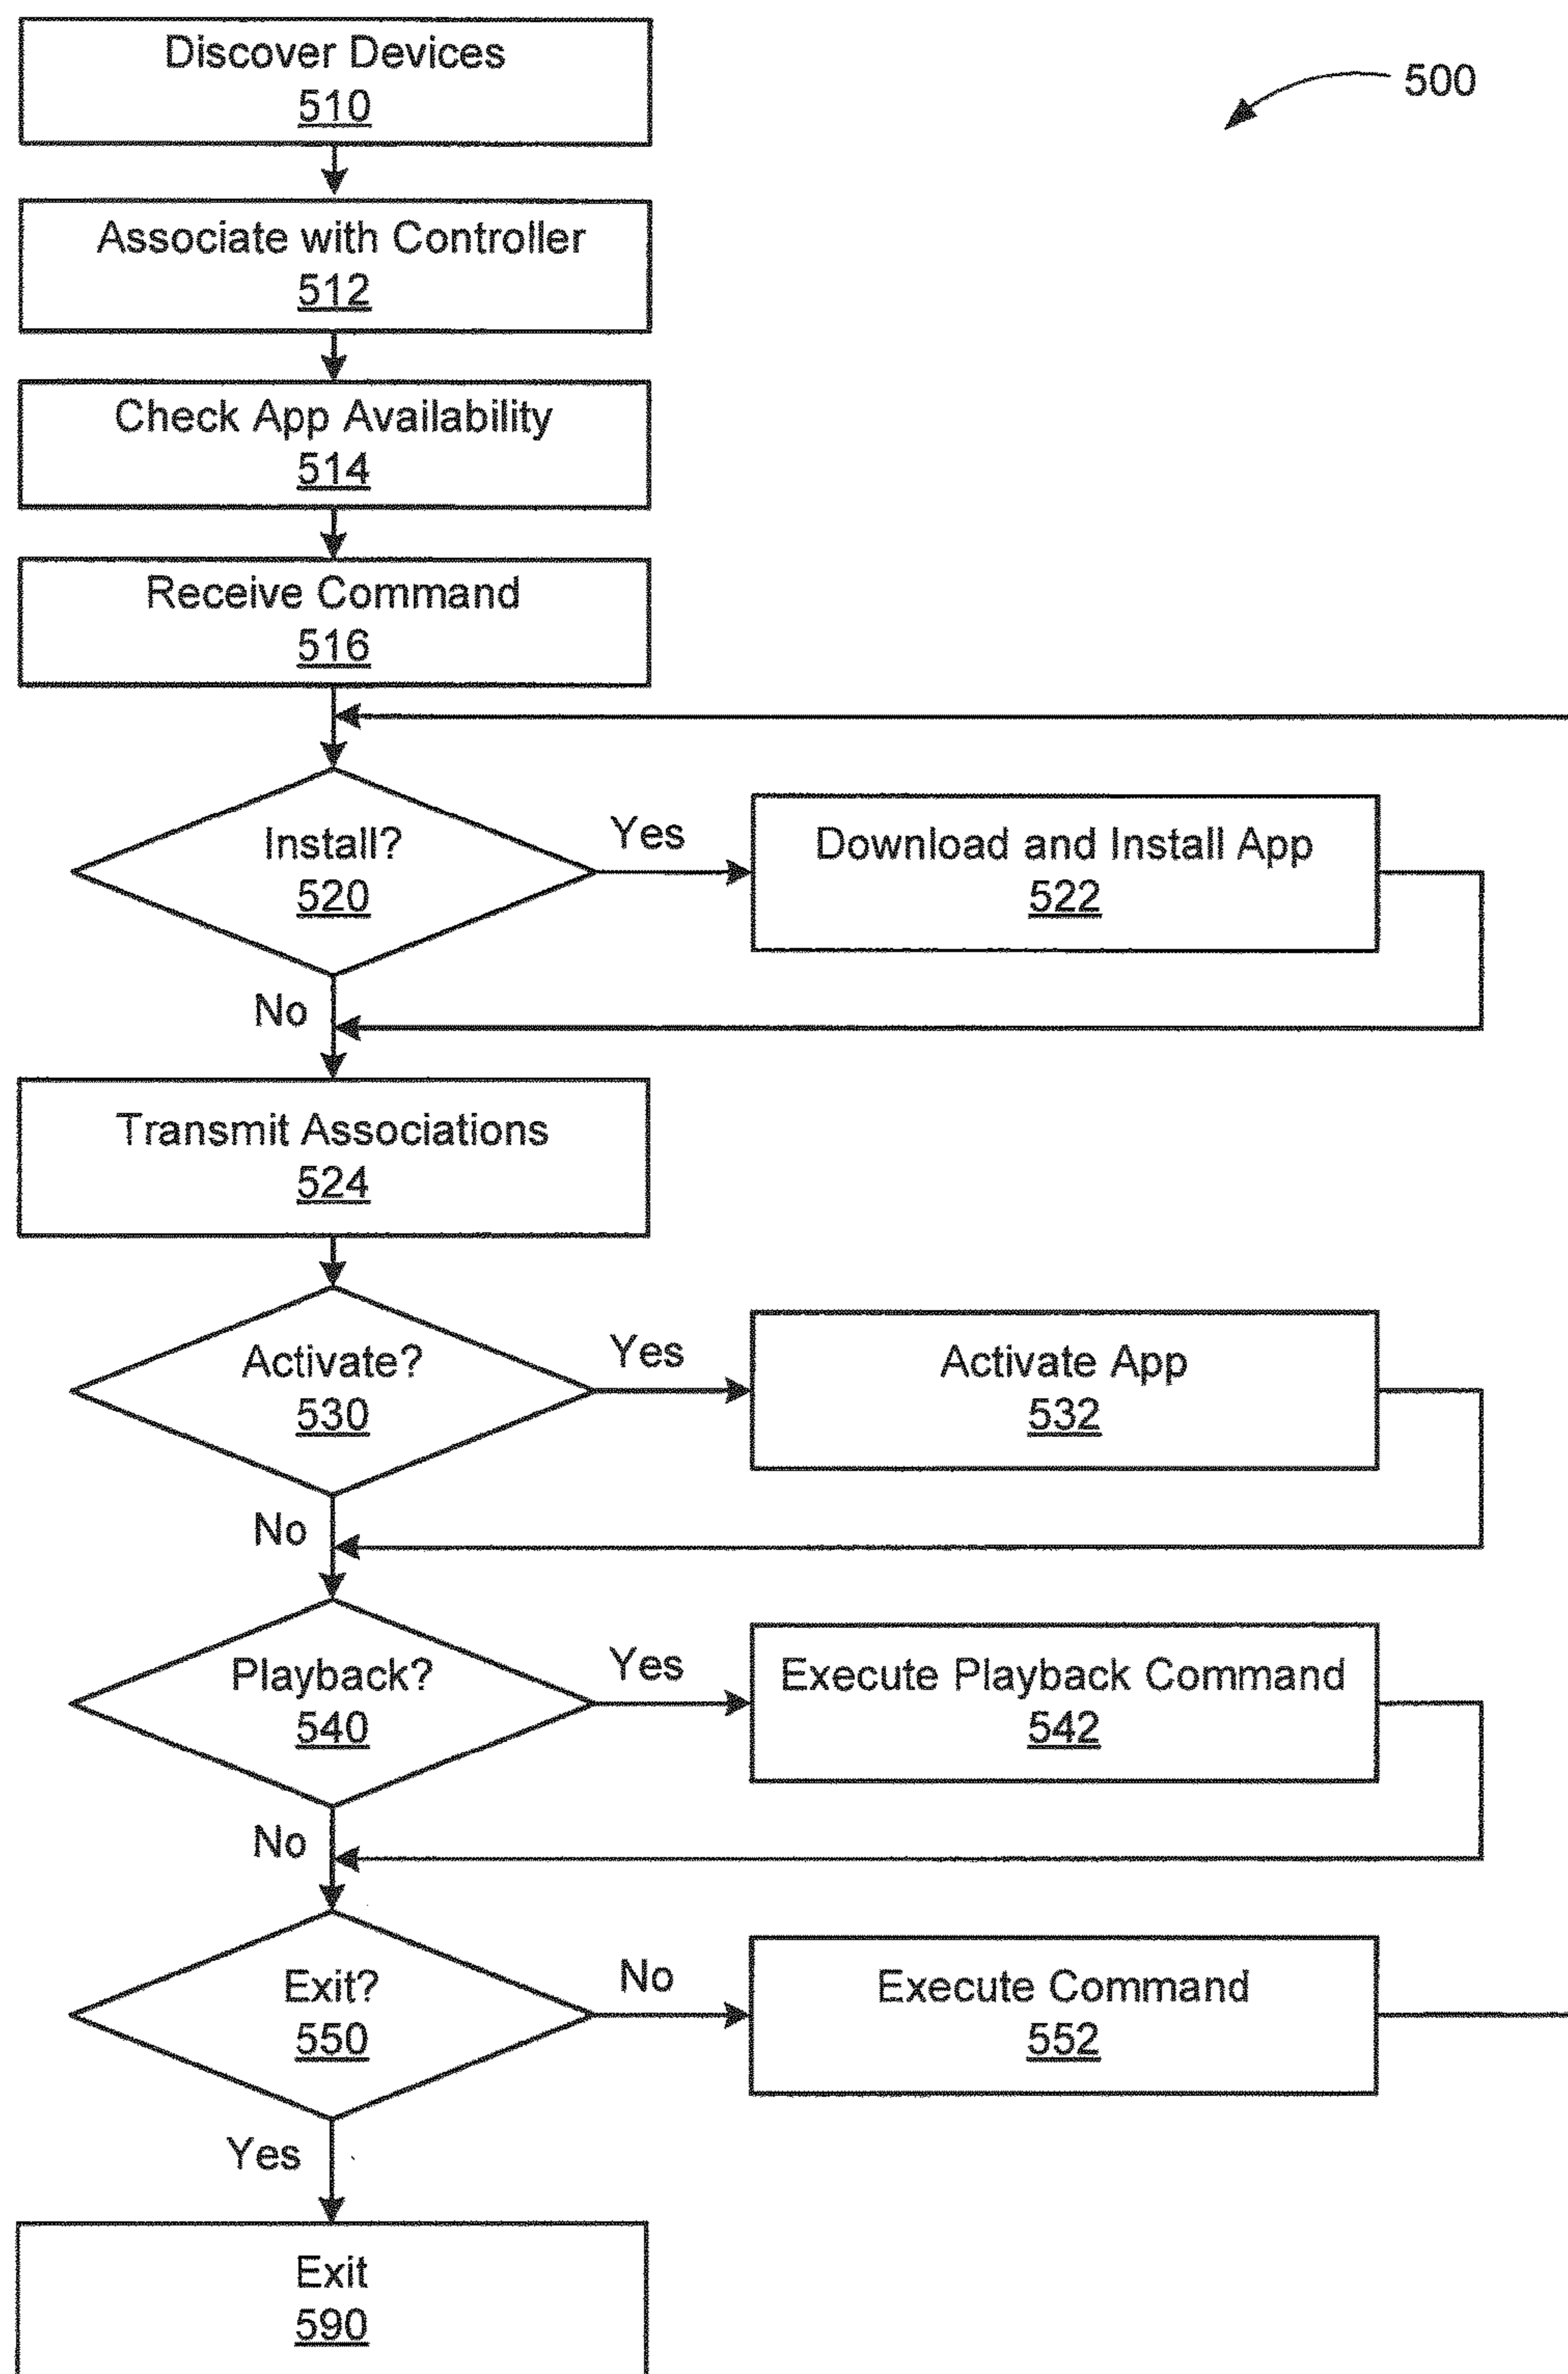 Discover Devices
510
500
Associate with Controller
512
Check App Availability
514
Receive Command
516
Install?
520
Yes
Download and Install App
522
No
Transmit Associations
524
Activate?
530
Yes
Activate App
532
No
Playback?
540
Yes
Execute Playback Command
542
No
Exit?
550
No
Execute Command
552
Yes
Exit
590